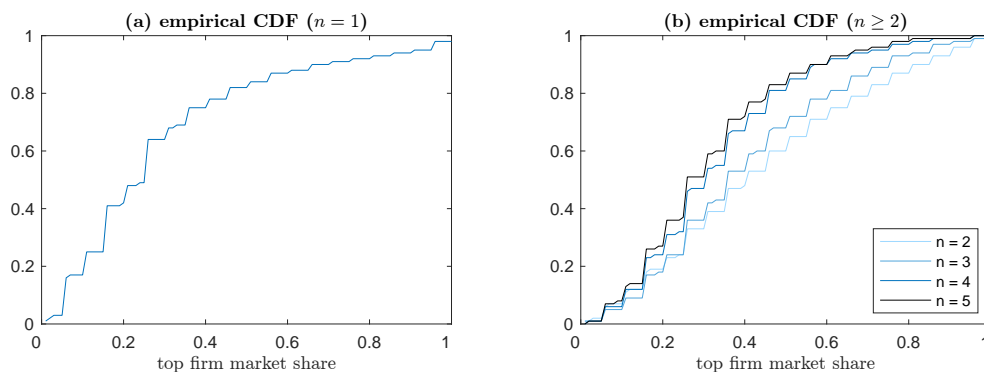 (a) empirical CDF (n = 1)
1
0.8
0.6
0.4
0.2
0
0 0.2 0.4 0.6 0.8 1
top firm market share
(b) empirical CDF (n ≥ 2)
1
0.8
0.6
0.4
0.2
0
0 0.2 0.4 0.6 0.8 1
top firm market share
n = 2
n = 3
n = 4
n = 5